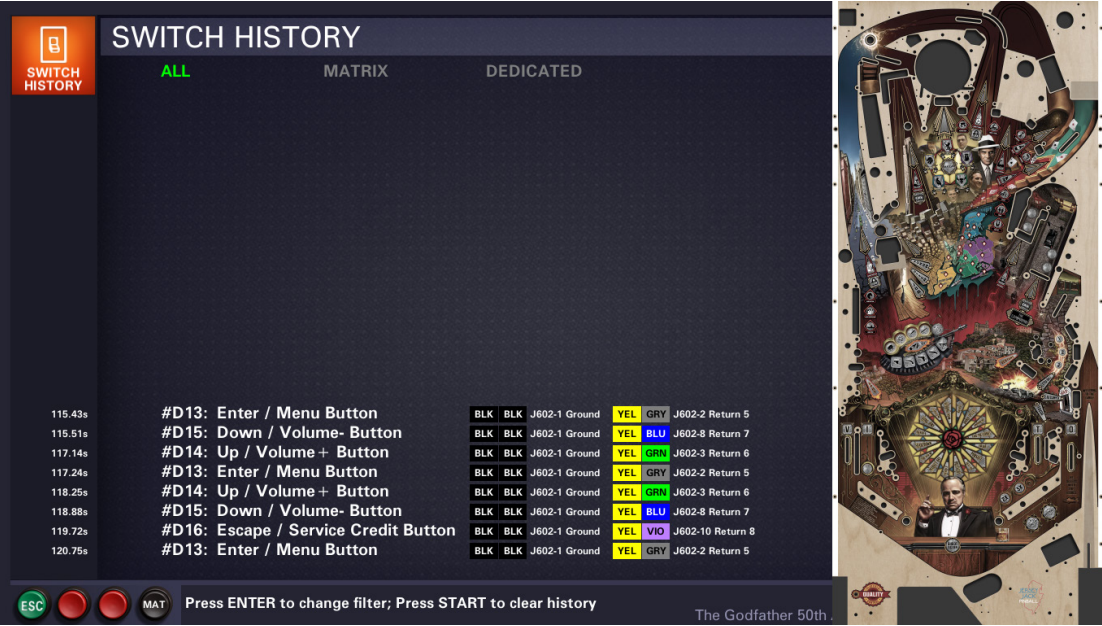 SWITCH HISTORY
SWITCH
HISTORY
ALL MATRIX DEDICATED
115.43s #D13: Enter / Menu Button BLK BLK J602-1 Ground YEL GRY J602-2 Return 5
115.51s #D15: Down / Volume- Button BLK BLK J602-1 Ground YEL BLU J602-8 Return 7
117.14s #D14: Up / Volume+ Button BLK BLK J602-1 Ground YEL GRN J602-3 Return 6
117.24s #D13: Enter / Menu Button BLK BLK J602-1 Ground YEL GRY J602-2 Return 5
118.25s #D14: Up / Volume+ Button BLK BLK J602-1 Ground YEL GRN J602-3 Return 6
118.88s #D15: Down / Volume- Button BLK BLK J602-1 Ground YEL BLU J602-8 Return 7
119.72s #D16: Escape / Service Credit Button BLK BLK J602-1 Ground YEL VIO J602-10 Return 8
120.75s #D13: Enter / Menu Button BLK BLK J602-1 Ground YEL GRY J602-2 Return 5
ESC MAT Press ENTER to change filter; Press START to clear history
The Godfather 50th
QUALITY